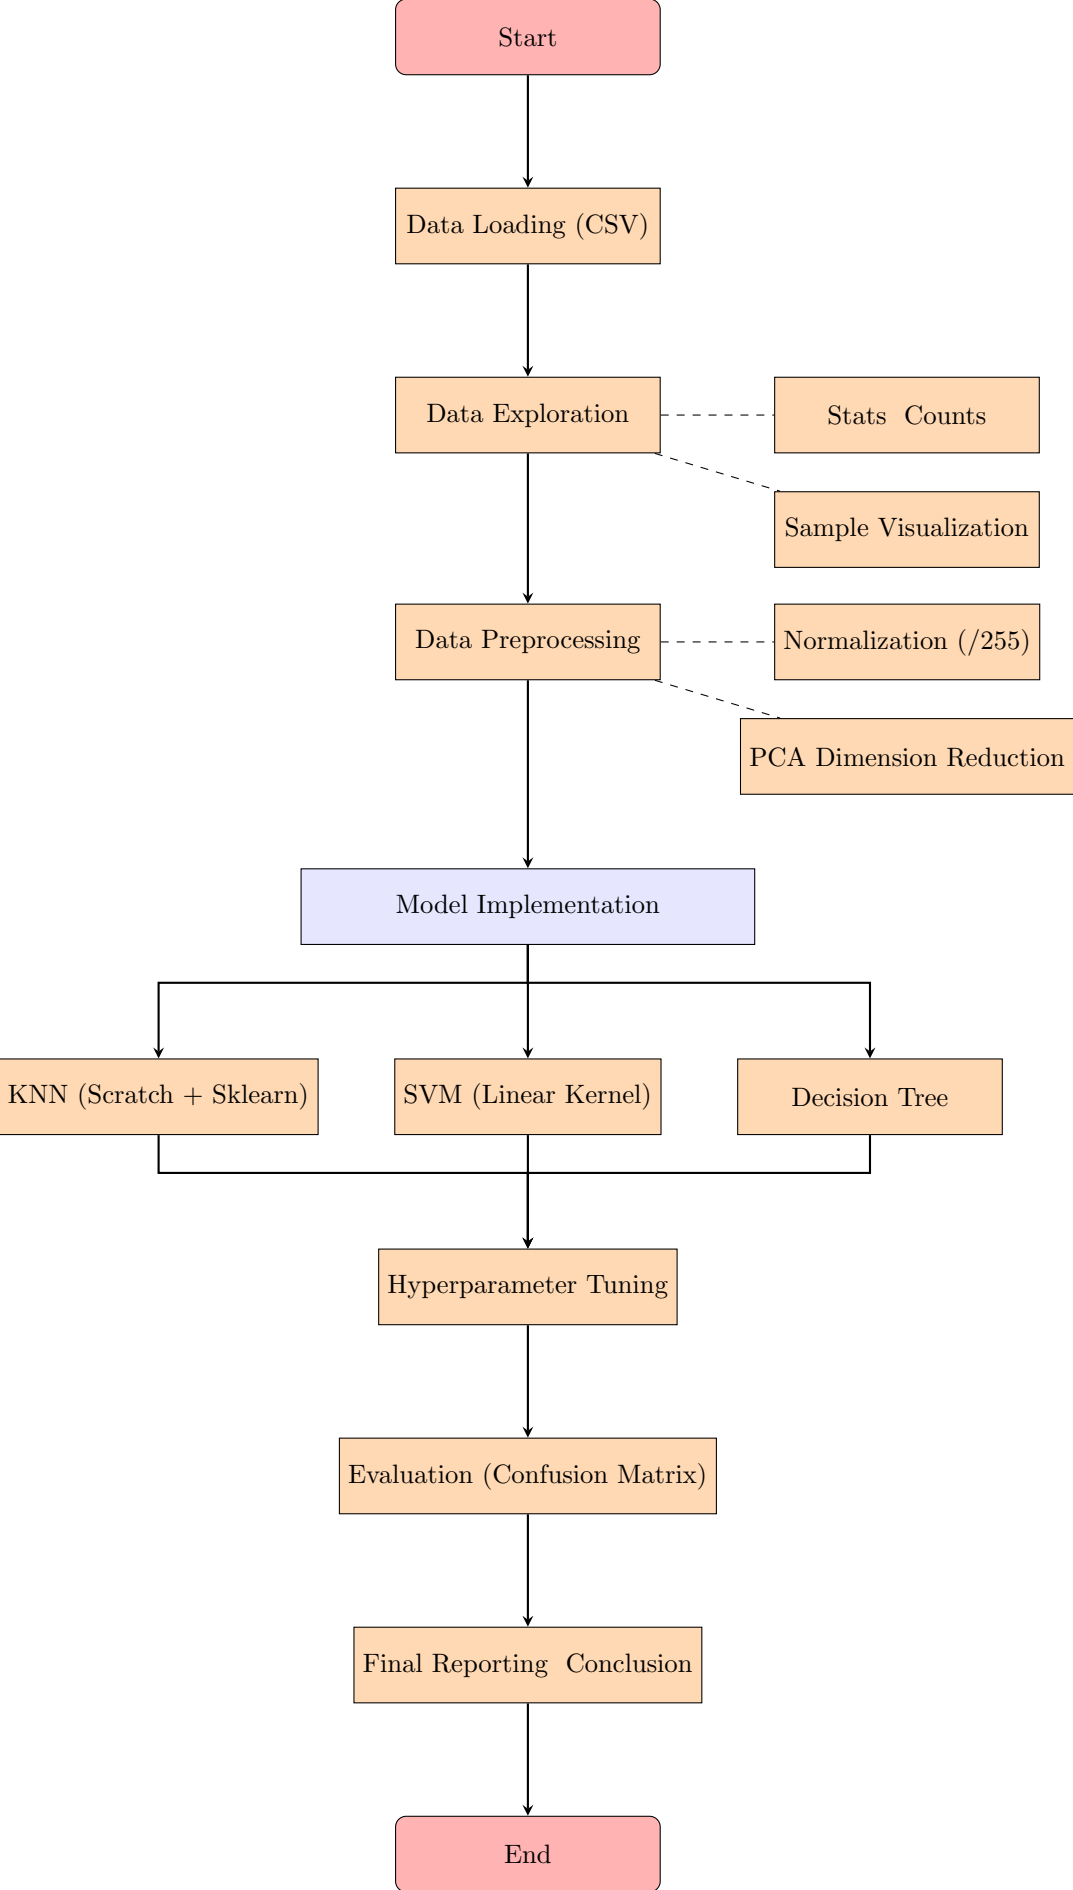 Start
Data Loading (CSV)
Data Exploration
Stats  Counts
Sample Visualization
Data Preprocessing
Normalization (/255)
PCA Dimension Reduction
Model Implementation
KNN (Scratch + Sklearn)
SVM (Linear Kernel)
Decision Tree
Hyperparameter Tuning
Evaluation (Confusion Matrix)
Final Reporting  Conclusion
End